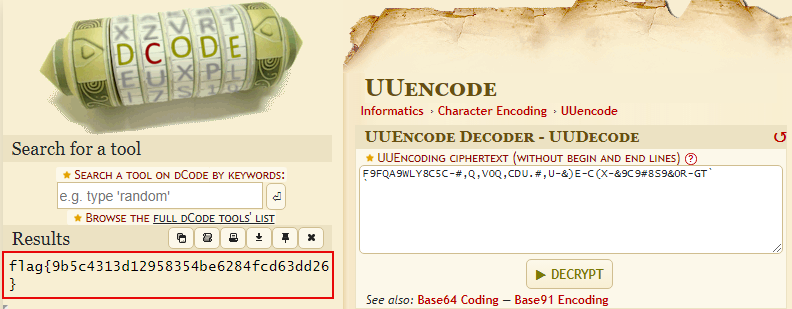 X Z V R T
D C O D E
E U X P L
Search for a tool
★ Search a tool on dCode by keywords:
e.g. type 'random'
★ Browse the full dCode tools' list
Results
flag{9b5c4313d12958354be6284fcd63dd26
}
UUencode
Informatics › Character Encoding › UUencode
UUEncode Decoder - UUDecode
★ UUEncoding ciphertext (without begin and end lines) ?
F9FQA9WLY8C5C-#,Q,V0Q,CDU.#,U-&)E-C(X-&9C9#8S9&0R-GT`
`
▶ DECRYPT
See also: Base64 Coding — Base91 Encoding